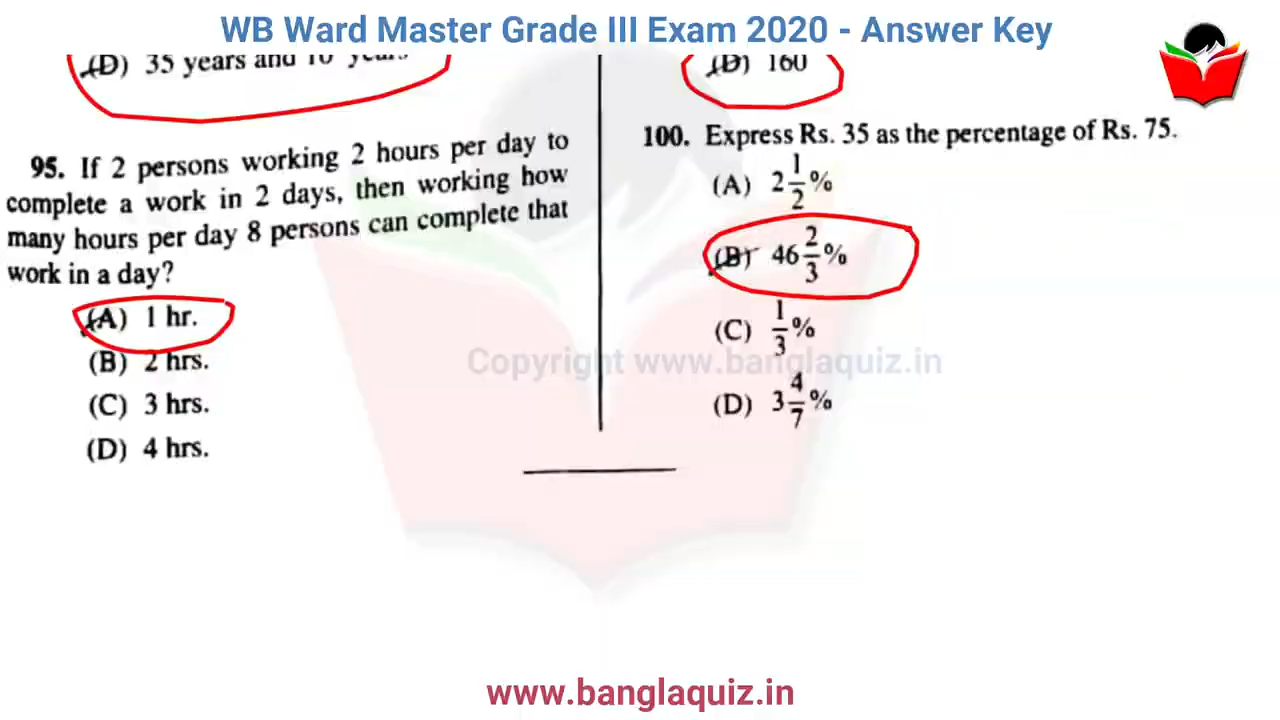 WB Ward Master Grade III Exam 2020 - Answer Key
(D) 35 years and 10 years
95. If 2 persons working 2 hours per day to
complete a work in 2 days, then working how
many hours per day 8 persons can complete that
work in a day?
(A) 1 hr.
(B) 2 hrs.
(C) 3 hrs.
(D) 4 hrs.
(D) 160
100. Express Rs. 35 as the percentage of Rs. 75.
(A) 2 1/2 %
(B) 46 2/3 %
(C) 1/3 %
(D) 3 4/7 %
Copyright www.banglaquiz.in
www.banglaquiz.in